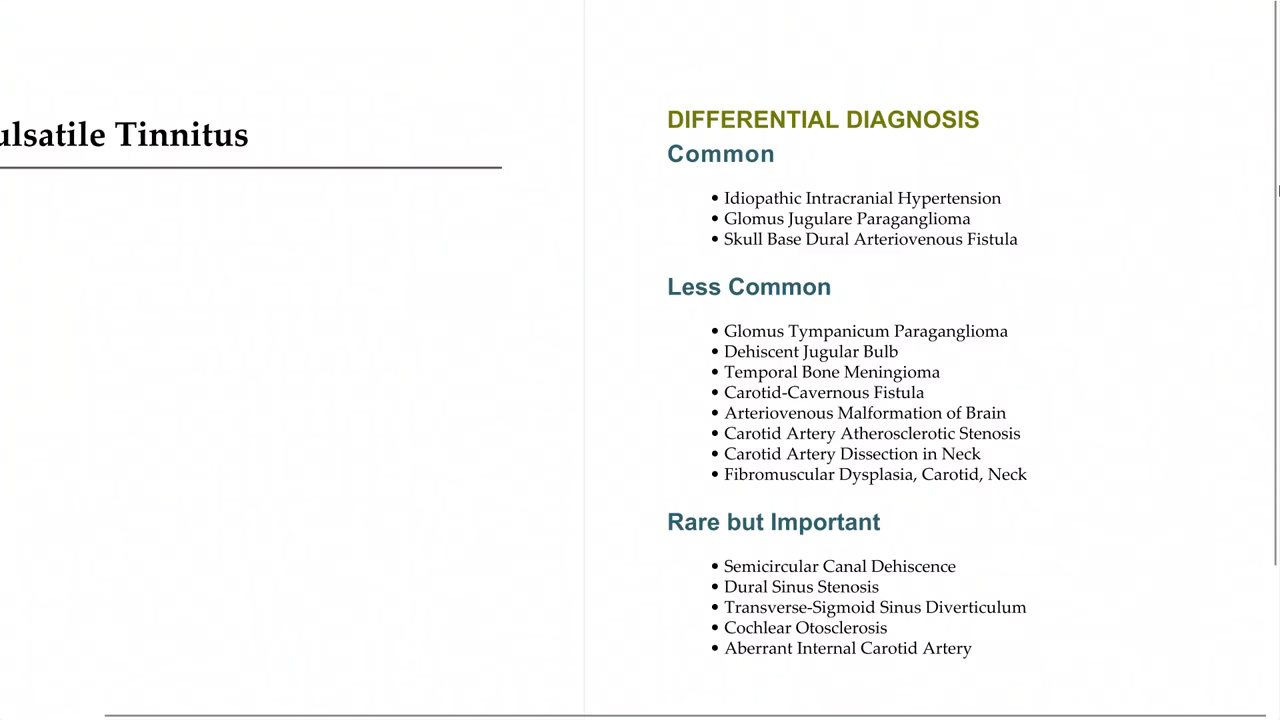 ulsatile Tinnitus
DIFFERENTIAL DIAGNOSIS
Common
• Idiopathic Intracranial Hypertension
• Glomus Jugulare Paraganglioma
• Skull Base Dural Arteriovenous Fistula
Less Common
• Glomus Tympanicum Paraganglioma
• Dehiscent Jugular Bulb
• Temporal Bone Meningioma
• Carotid-Cavernous Fistula
• Arteriovenous Malformation of Brain
• Carotid Artery Atherosclerotic Stenosis
• Carotid Artery Dissection in Neck
• Fibromuscular Dysplasia, Carotid, Neck
Rare but Important
• Semicircular Canal Dehiscence
• Dural Sinus Stenosis
• Transverse-Sigmoid Sinus Diverticulum
• Cochlear Otosclerosis
• Aberrant Internal Carotid Artery